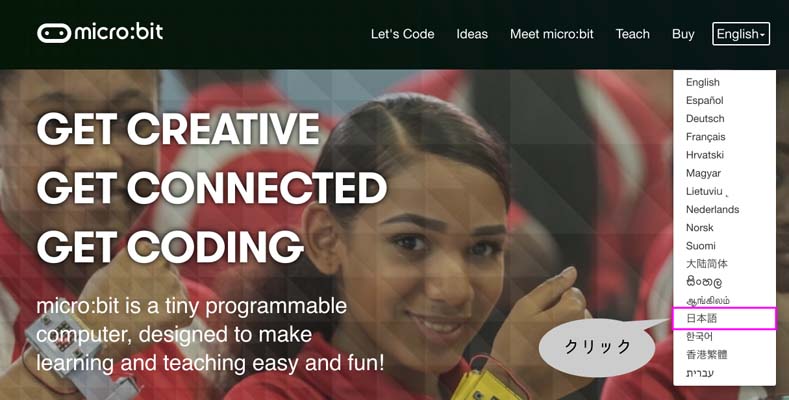 micro:bit
Let's Code Ideas Meet micro:bit Teach Buy English
GET CREATIVE
GET CONNECTED
GET CODING
micro:bit is a tiny programmable
computer, designed to make
learning and teaching easy and fun!
English
Español
Deutsch
Français
Hrvatski
Magyar
Lietuvių
Nederlands
Norsk
Suomi
大陆简体
සිංහල
ஆங்கிலம்
日本語
한국어
香港繁體
עברית
クリック